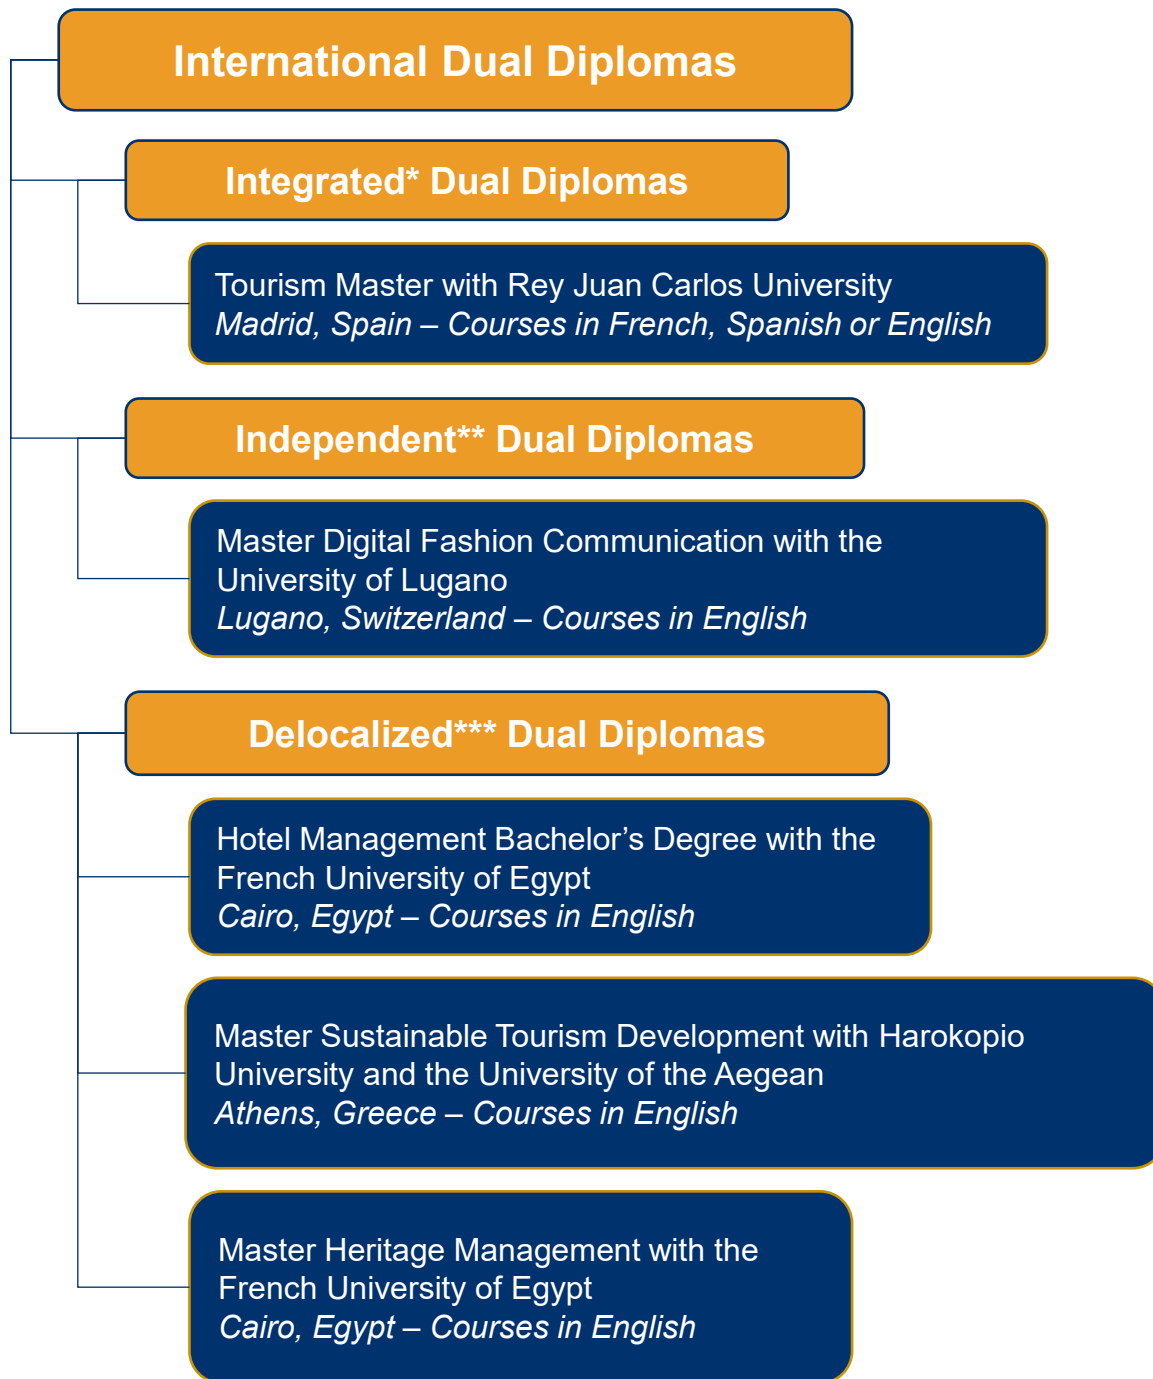 International Dual Diplomas
Integrated* Dual Diplomas
Tourism Master with Rey Juan Carlos University
Madrid, Spain – Courses in French, Spanish or English
Independent** Dual Diplomas
Master Digital Fashion Communication with the
University of Lugano
Lugano, Switzerland – Courses in English
Delocalized*** Dual Diplomas
Hotel Management Bachelor’s Degree with the
French University of Egypt
Cairo, Egypt – Courses in English
Master Sustainable Tourism Development with Harokopio
University and the University of the Aegean
Athens, Greece – Courses in English
Master Heritage Management with the
French University of Egypt
Cairo, Egypt – Courses in English